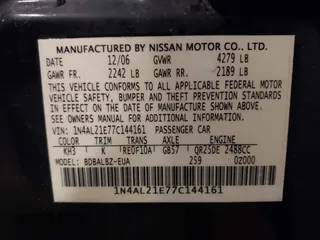 MANUFACTURED BY NISSAN MOTOR CO., LTD.
DATE 12/06 GVWR 4279 LB
GAWR FR. 2242 LB GAWR RR. 2189 LB
THIS VEHICLE CONFORMS TO ALL APPLICABLE FEDERAL MOTOR
VEHICLE SAFETY, BUMPER AND THEFT PREVENTION STANDARDS
IN EFFECT ON THE DATE OF MANUFACTURE SHOWN ABOVE.
SEE MANUAL FOR ADDITIONAL INFORMATION.
VIN: 1N4AL21E77C144161 PASSENGER CAR
COLOR TRIM TRANS AXLE ENGINE
KH3 K RE0F10A GB57 QR25DE 2488CC
MODEL: BDBALBZ-EUA 259 0Z000
1N4AL21E77C144161